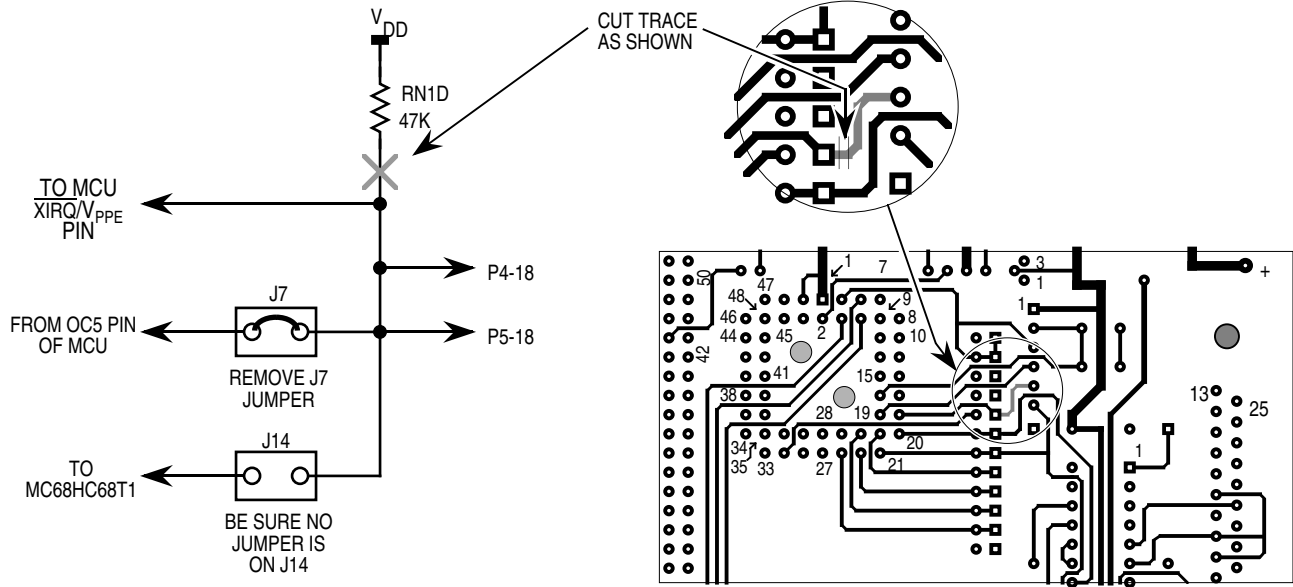 V
DD
RN1D
47K
CUT TRACE
AS SHOWN
TO MCU
XIRQ/VPPE
PIN
P4-18
J7
FROM OC5 PIN
OF MCU
P5-18
REMOVE J7
JUMPER
J14
TO
MC68HC68T1
BE SURE NO
JUMPER IS
ON J14
1
7
3
+
50
47
1
48
9
1
46
45
2
8
44
10
42
41
15
38
13
25
28
19
34
20
1
35
33
27
21